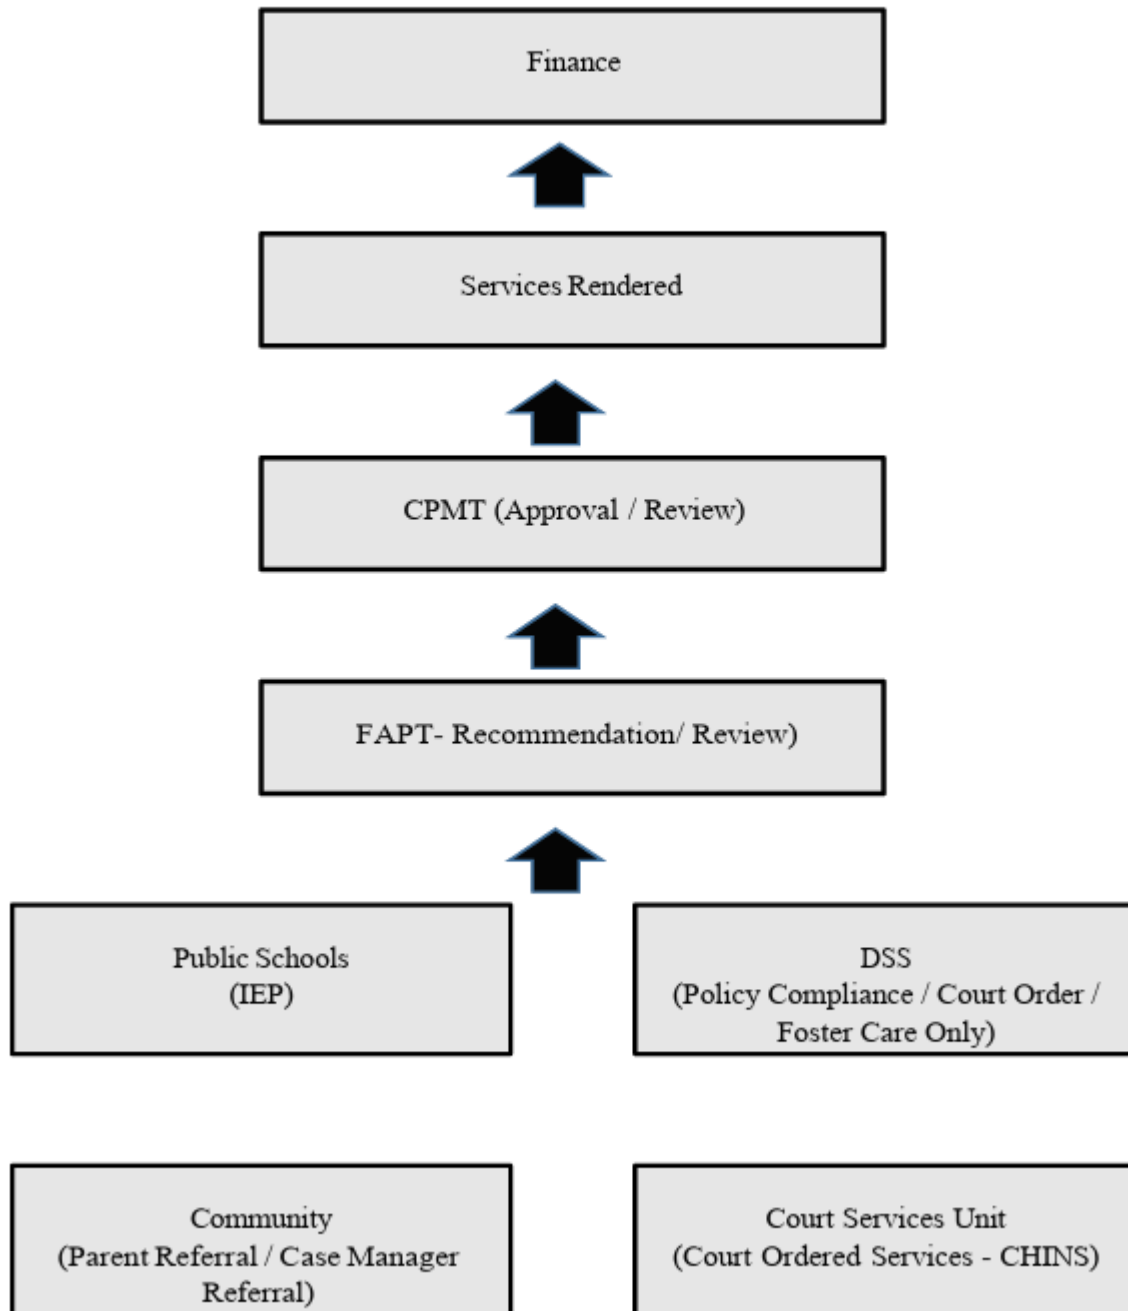 Finance
Services Rendered
CPMT (Approval / Review)
FAPT- Recommendation/ Review)
Public Schools
(IEP)
DSS
(Policy Compliance / Court Order /
Foster Care Only)
Community
(Parent Referral / Case Manager
Referral)
Court Services Unit
(Court Ordered Services - CHINS)